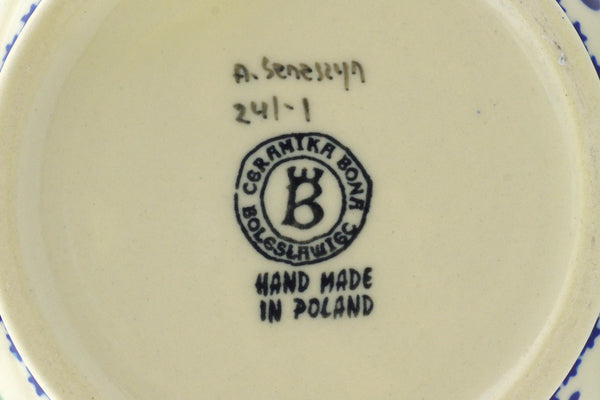 A. Seneszyn
241-1
CERAMIKA BONA
B
BOLESŁAWIEC
HAND MADE
IN POLAND